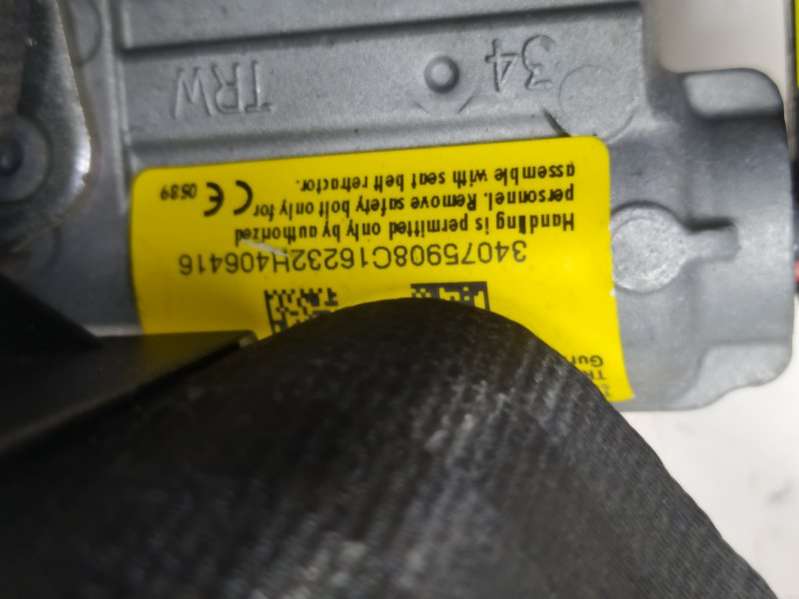 Gur
34075908C16232H406416
Handling is permitted only by authorized
personnel. Remove safety bolt only for
assemble with seat belt retractor.
CE 0589
34
TRW